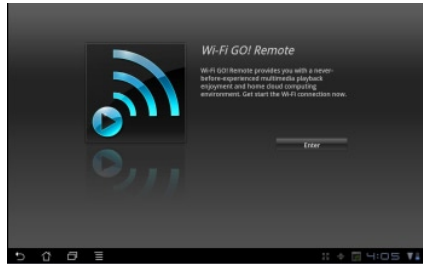 Wi-Fi GO! Remote
Wi-Fi GO! Remote provides you with a never-
before-experienced multimedia playback
enjoyment and home cloud computing
environment. Get start the Wi-Fi connection now.
Enter
4:05